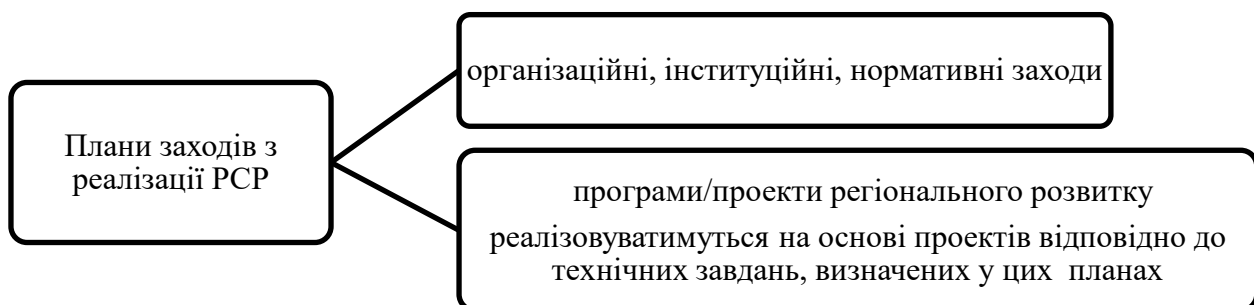 Плани заходів з
реалізації РСР
організаційні, інституційні, нормативні заходи
програми/проекти регіонального розвитку
реалізовуватимуться на основі проектів відповідно до
технічних завдань, визначених у цих планах